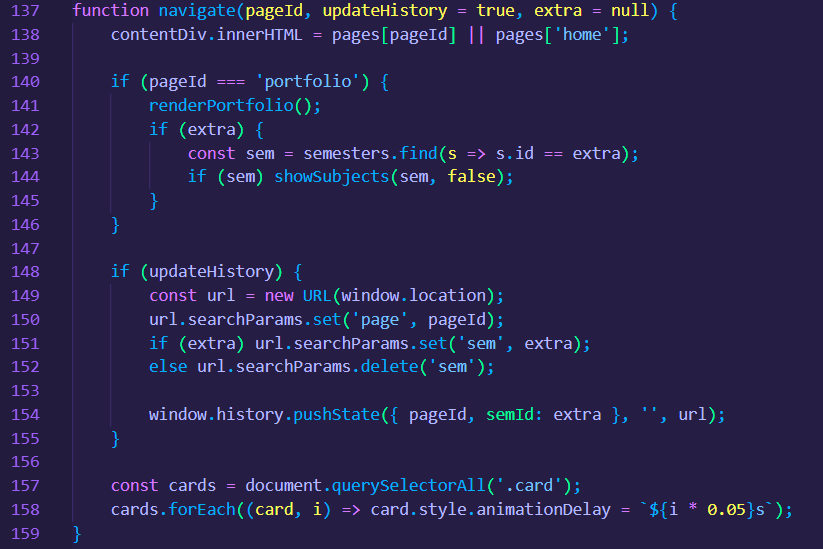 137 function navigate(pageId, updateHistory = true, extra = null) {
138     contentDiv.innerHTML = pages[pageId] || pages['home'];
139
140     if (pageId === 'portfolio') {
141         renderPortfolio();
142         if (extra) {
143             const sem = semesters.find(s => s.id == extra);
144             if (sem) showSubjects(sem, false);
145         }
146     }
147
148     if (updateHistory) {
149         const url = new URL(window.location);
150         url.searchParams.set('page', pageId);
151         if (extra) url.searchParams.set('sem', extra);
152         else url.searchParams.delete('sem');
153
154         window.history.pushState({ pageId, semId: extra }, '', url);
155     }
156
157     const cards = document.querySelectorAll('.card');
158     cards.forEach((card, i) => card.style.animationDelay = `${i * 0.05}s`);
159 }